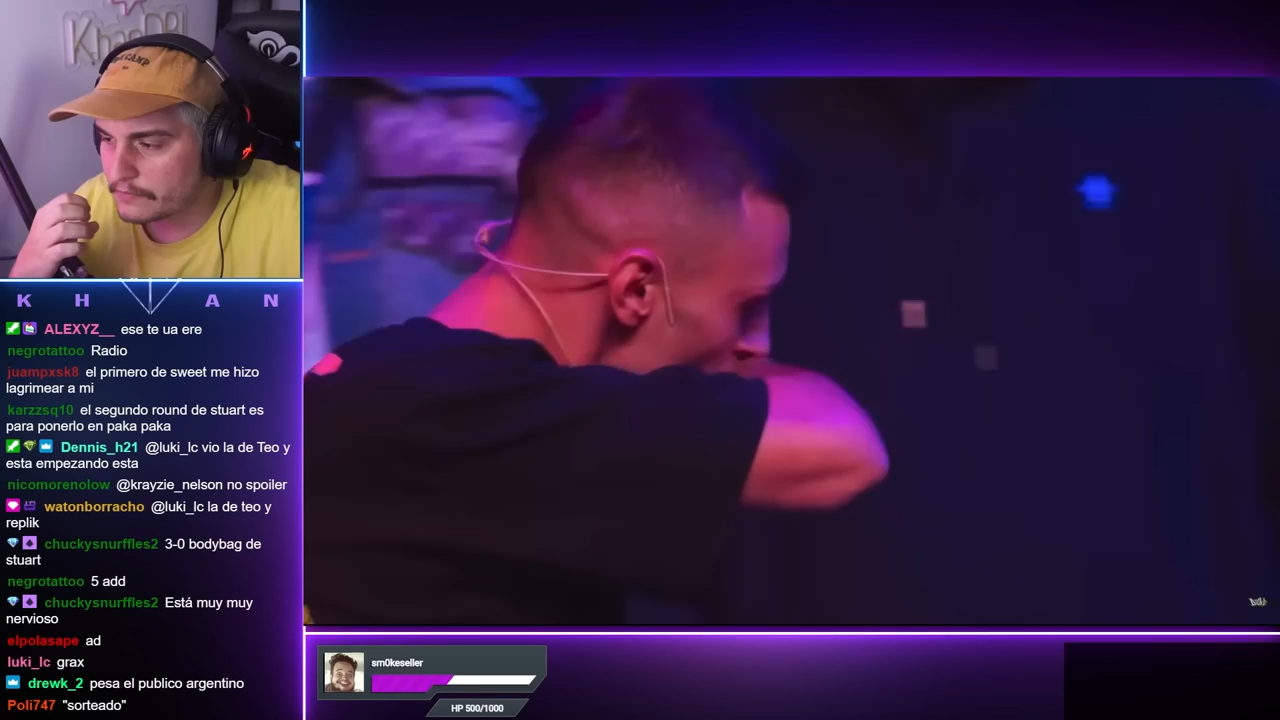 Khan
CAMP
K H A N
ALEXYZ__ ese te ua ere
negrotattoo Radio
juampxsk8 el primero de sweet me hizo
lagrimear a mi
karzzsq10 el segundo round de stuart es
para ponerlo en paka paka
Dennis_h21 @luki_lc vio la de Teo y
esta empezando esta
nicomorenolow @krayzie_nelson no spoiler
watonborracho @luki_lc la de teo y
replik
chuckysnurffles2 3-0 bodybag de
stuart
negrotattoo 5 add
chuckysnurffles2 Está muy muy
nervioso
elpolasape ad
luki_lc grax
drewk_2 pesa el publico argentino
Poli747 "sorteado"
sm0keseller
HP 500/1000